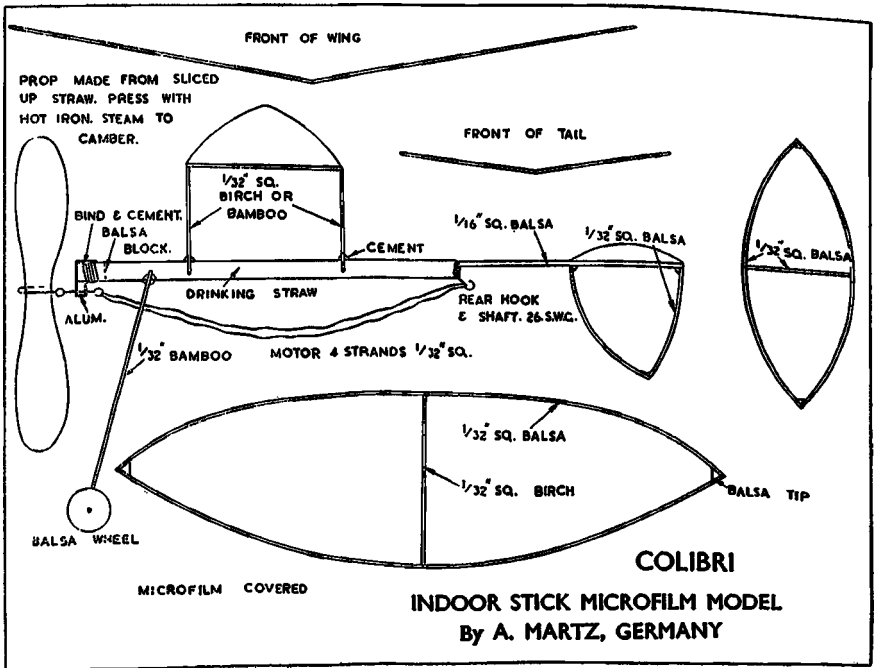 FRONT OF WING
PROP MADE FROM SLICED
UP STRAW. PRESS WITH
HOT IRON. STEAM TO
CAMBER.
FRONT OF TAIL
1/32" SQ.
BIRCH OR
BAMBOO
BIND & CEMENT.
BALSA
BLOCK.
CEMENT
1/16" SQ. BALSA
1/32" SQ. BALSA
1/32" SQ. BALSA
DRINKING STRAW
REAR HOOK
& SHAFT. 26.S.W.G.
ALUM.
1/32" BAMBOO
MOTOR 4 STRANDS 1/32" SQ.
1/32" SQ. BALSA
1/32" SQ. BIRCH
BALSA TIP
BALSA WHEEL
MICROFILM COVERED
COLIBRI
INDOOR STICK MICROFILM MODEL
By A. MARTZ, GERMANY